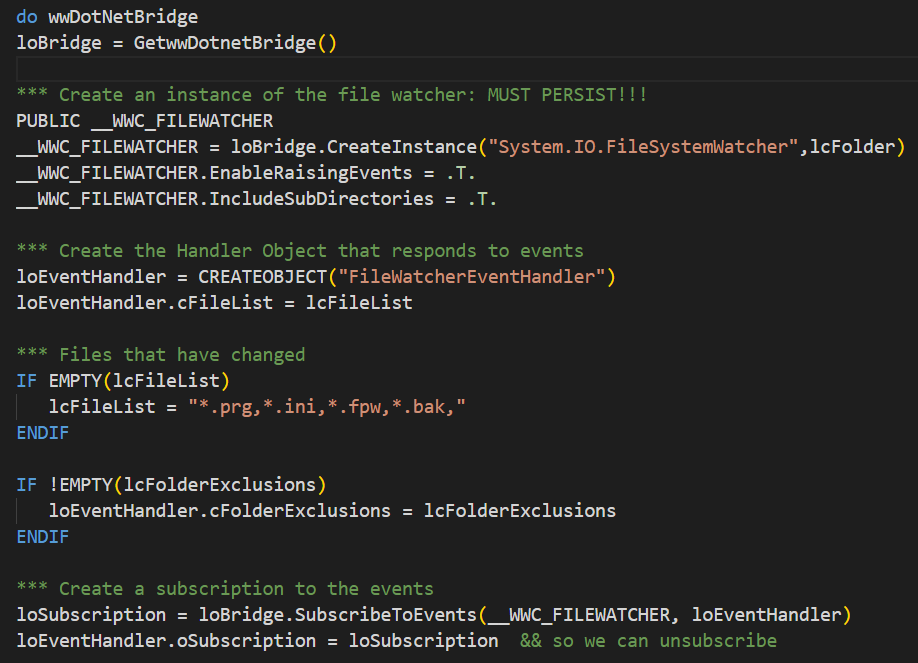 do wwDotNetBridge
loBridge = GetwwDotnetBridge()
*** Create an instance of the file watcher: MUST PERSIST!!!
PUBLIC __WWC_FILEWATCHER
__WWC_FILEWATCHER = loBridge.CreateInstance("System.IO.FileSystemWatcher",lcFolder)
__WWC_FILEWATCHER.EnableRaisingEvents = .T.
__WWC_FILEWATCHER.IncludeSubDirectories = .T.
*** Create the Handler Object that responds to events
loEventHandler = CREATEOBJECT("FileWatcherEventHandler")
loEventHandler.cFileList = lcFileList
*** Files that have changed
IF EMPTY(lcFileList)
lcFileList = "*.prg,*.ini,*.fpw,*.bak,"
ENDIF
IF !EMPTY(lcFolderExclusions)
loEventHandler.cFolderExclusions = lcFolderExclusions
ENDIF
*** Create a subscription to the events
loSubscription = loBridge.SubscribeToEvents(__WWC_FILEWATCHER, loEventHandler)
loEventHandler.oSubscription = loSubscription  && so we can unsubscribe